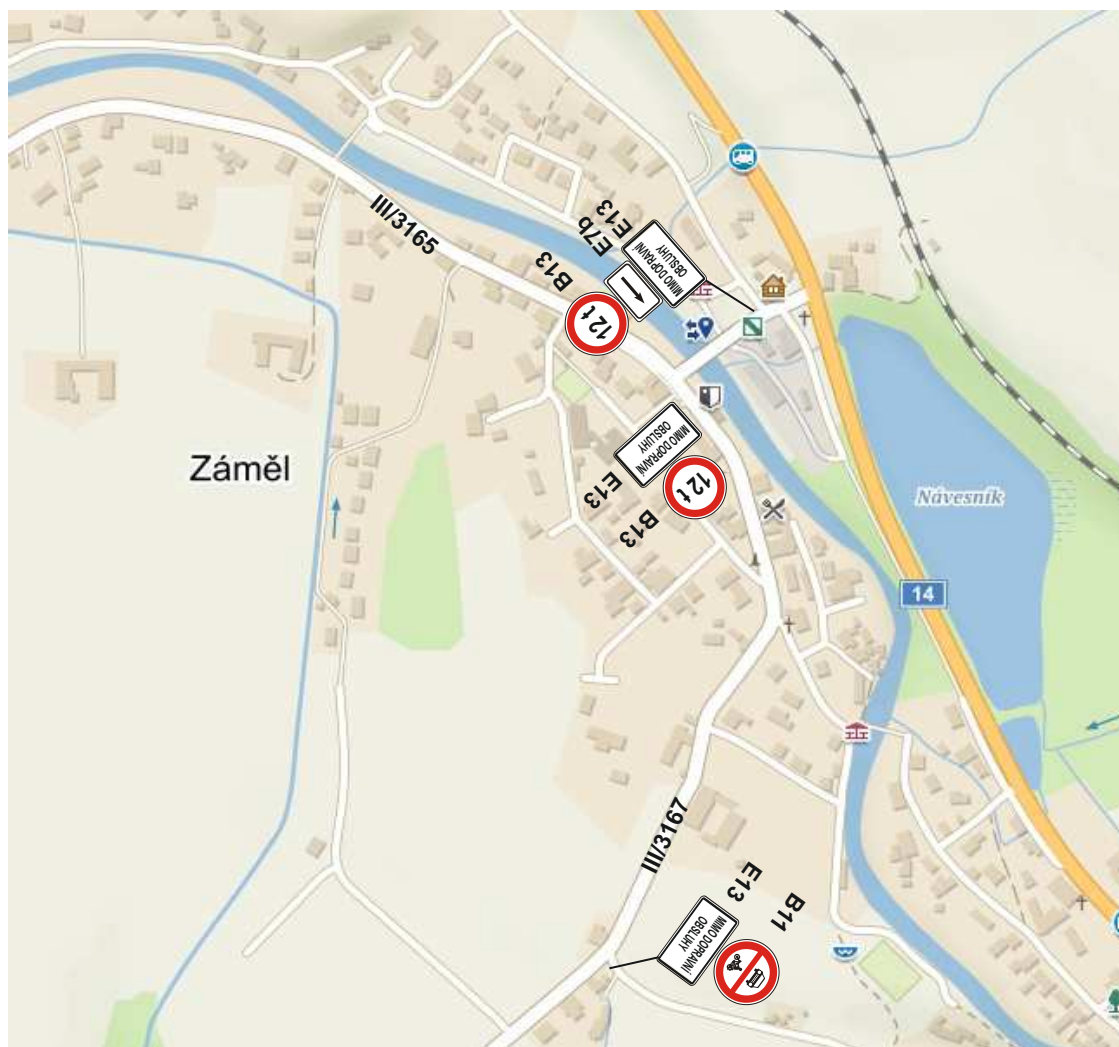 III/3165
B13
E7b
E13
MIMO DOPRAVNÍ
OBSLUHY
12 t
MIMO DOPRAVNÍ
OBSLUHY
12 t
E13
B13
Záměl
Návesník
14
III/3167
E13
B11
MIMO DOPRAVNÍ
OBSLUHY